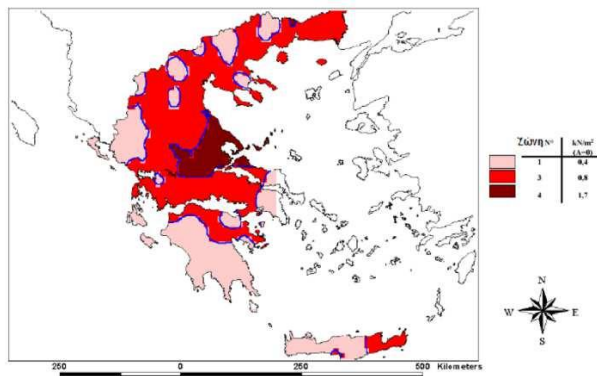 Ζώνη Nº kN/m² (A=0)
1 0,4
3 0,8
4 1,7
N
W E
S
250 0 250 500 Kilometers